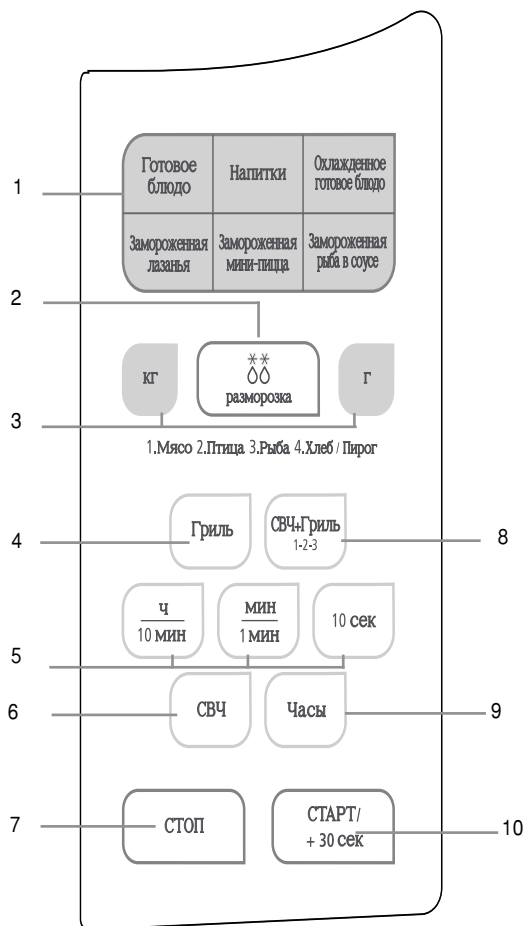 1
Готовое
блюдо
Напитки
Охлажденное
готовое блюдо
Замороженная
лазанья
Замороженная
мини-пицца
Замороженная
рыба в соусе
2
кг
разморозка
г
3
1.Мясо 2.Птица 3.Рыба 4.Хлеб / Пирог
4
Гриль
СВЧ+Гриль
1-2-3
8
ч
10 мин
мин
1 мин
10 сек
5
6
СВЧ
Часы
9
7
СТОП
СТАРТ/
+ 30 сек
10